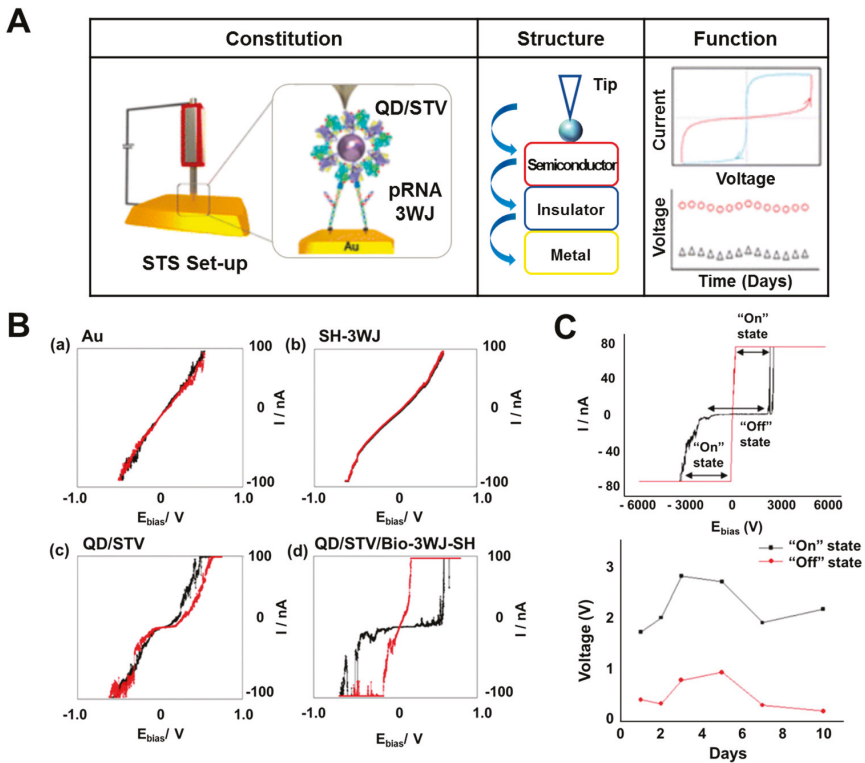 A
Constitution
Structure
Function
QD/STV
pRNA
3WJ
Au
STS Set-up
Tip
Semiconductor
Insulator
Metal
Current
Voltage
Voltage
Time (Days)
B
(a)
Au
100
0
-100
I / nA
-1.0
0
1.0
Ebias/ V
(b)
SH-3WJ
100
0
-100
I / nA
-1.0
0
1.0
Ebias/ V
(c)
QD/STV
100
0
-100
I / nA
-1.0
0
1.0
Ebias/ V
(d)
QD/STV/Bio-3WJ-SH
100
0
-100
I / nA
-1.0
0
1.0
Ebias/ V
C
"On"
state
80
40
0
- 40
- 80
I / nA
"Off"
state
"On"
state
- 6000
-3000
0
3000
6000
Ebias (V)
"On" state
"Off" state
3
2
1
0
Voltage (V)
0
2
4
6
8
10
Days